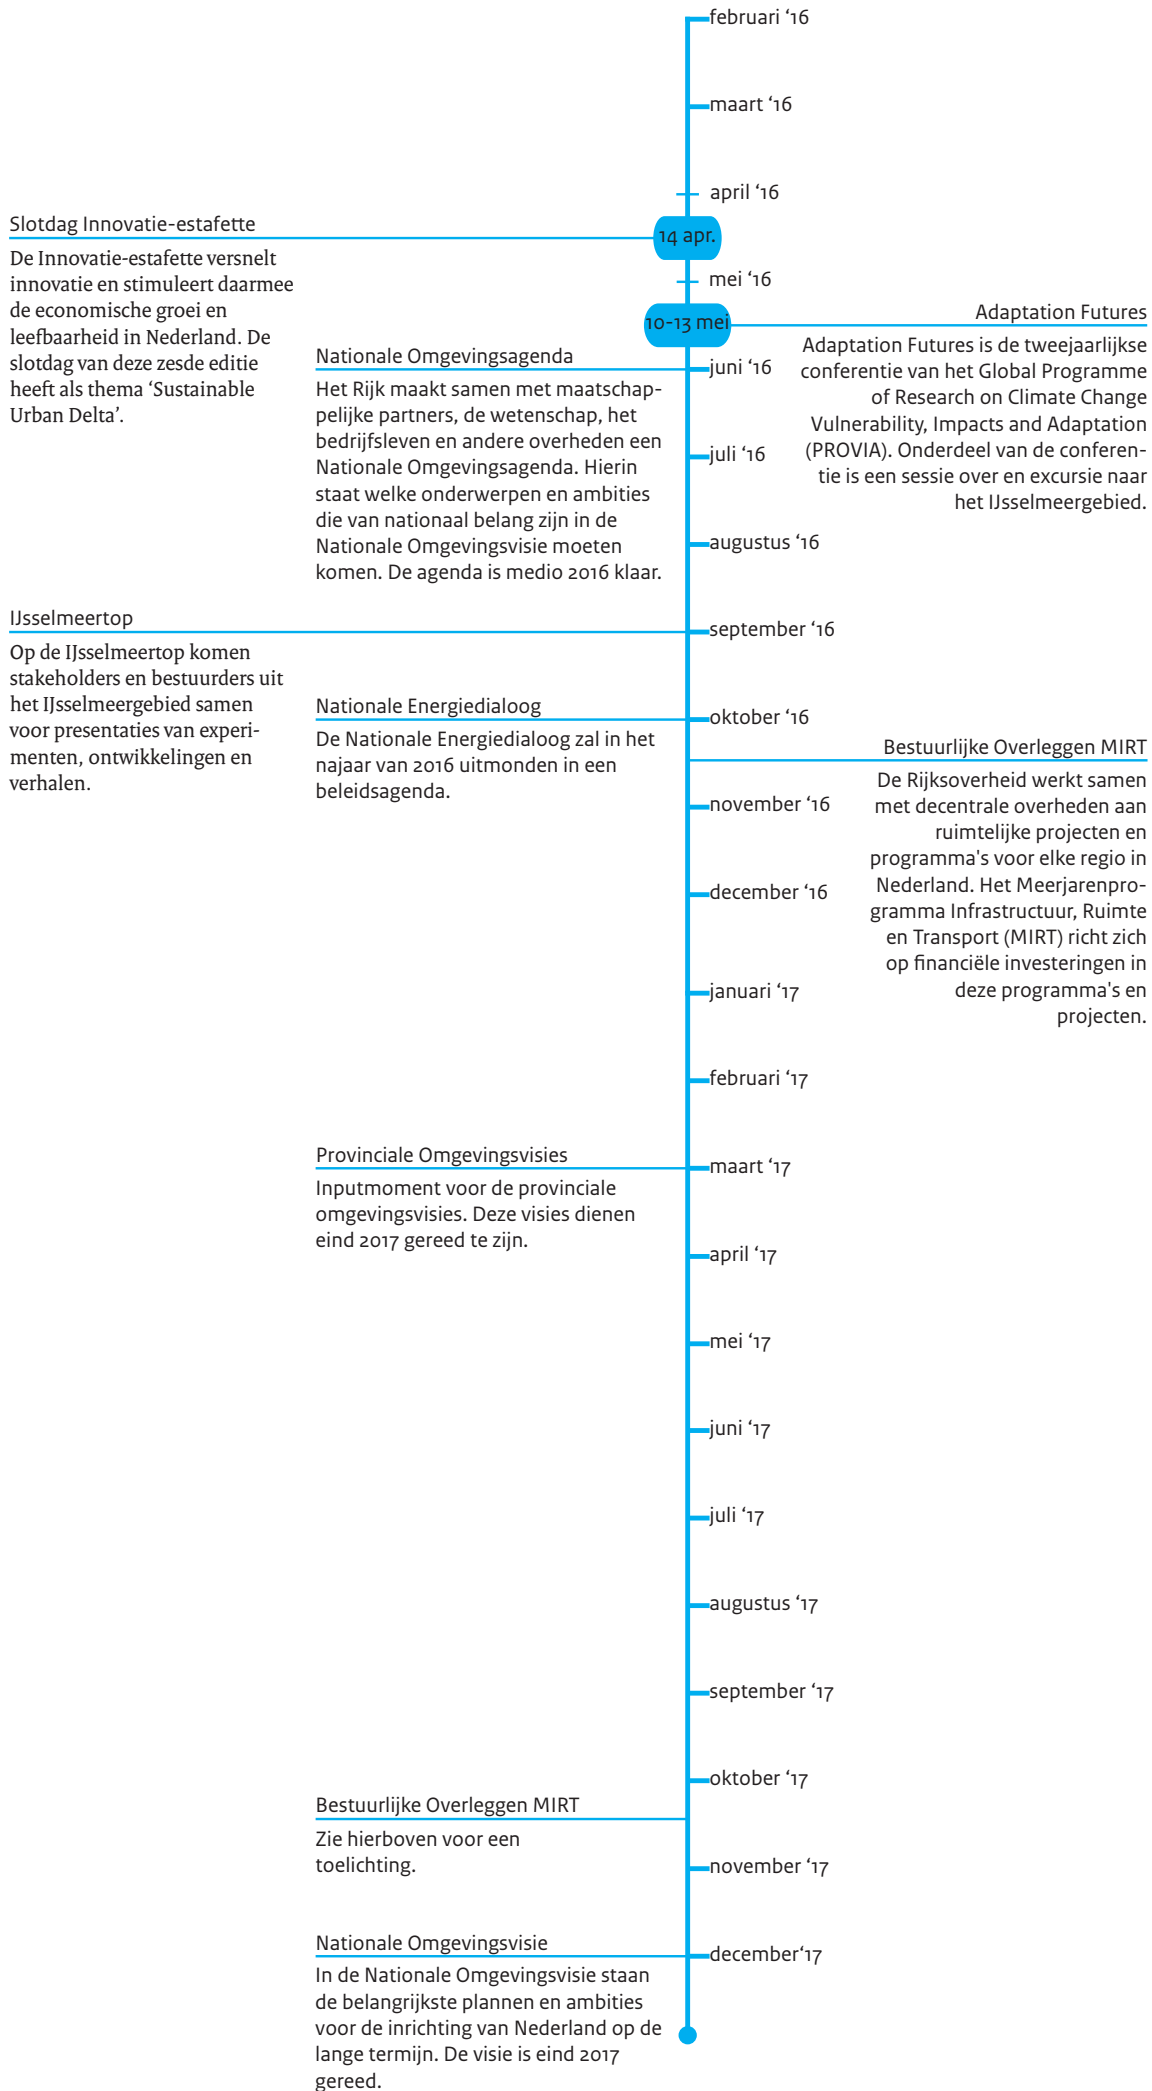 februari ‘16
maart ‘16
april ‘16
Slotdag Innovatie-estafette
14 apr.
De Innovatie-estafette versnelt
innovatie en stimuleert daarmee
de economische groei en
leefbaarheid in Nederland. De
slotdag van deze zesde editie
heeft als thema ‘Sustainable
Urban Delta’.
mei ‘16
10-13 mei
Adaptation Futures
Adaptation Futures is de tweejaarlijkse
conferentie van het Global Programme
of Research on Climate Change
Vulnerability, Impacts and Adaptation
(PROVIA). Onderdeel van de conferen-
tie is een sessie over en excursie naar
het IJsselmeergebied.
Nationale Omgevingsagenda
juni ‘16
Het Rijk maakt samen met maatschap-
pelijke partners, de wetenschap, het
bedrijfsleven en andere overheden een
Nationale Omgevingsagenda. Hierin
staat welke onderwerpen en ambities
die van nationaal belang zijn in de
Nationale Omgevingsvisie moeten
komen. De agenda is medio 2016 klaar.
juli ‘16
augustus ‘16
IJsselmeertop
september ‘16
Op de IJsselmeertop komen
stakeholders en bestuurders uit
het IJsselmeergebied samen
voor presentaties van experi-
menten, ontwikkelingen en
verhalen.
Nationale Energiedialoog
oktober ‘16
De Nationale Energiedialoog zal in het
najaar van 2016 uitmonden in een
beleidsagenda.
Bestuurlijke Overleggen MIRT
De Rijksoverheid werkt samen
met decentrale overheden aan
ruimtelijke projecten en
programma's voor elke regio in
Nederland. Het Meerjarenpro-
gramma Infrastructuur, Ruimte
en Transport (MIRT) richt zich
op financiële investeringen in
deze programma's en
projecten.
november ‘16
december ‘16
januari ‘17
februari ‘17
Provinciale Omgevingsvisies
maart ‘17
Inputmoment voor de provinciale
omgevingsvisies. Deze visies dienen
eind 2017 gereed te zijn.
april ‘17
mei ‘17
juni ‘17
juli ‘17
augustus ‘17
september ‘17
oktober ‘17
Bestuurlijke Overleggen MIRT
Zie hierboven voor een
toelichting.
november ‘17
Nationale Omgevingsvisie
december‘17
In de Nationale Omgevingsvisie staan
de belangrijkste plannen en ambities
voor de inrichting van Nederland op de
lange termijn. De visie is eind 2017
gereed.